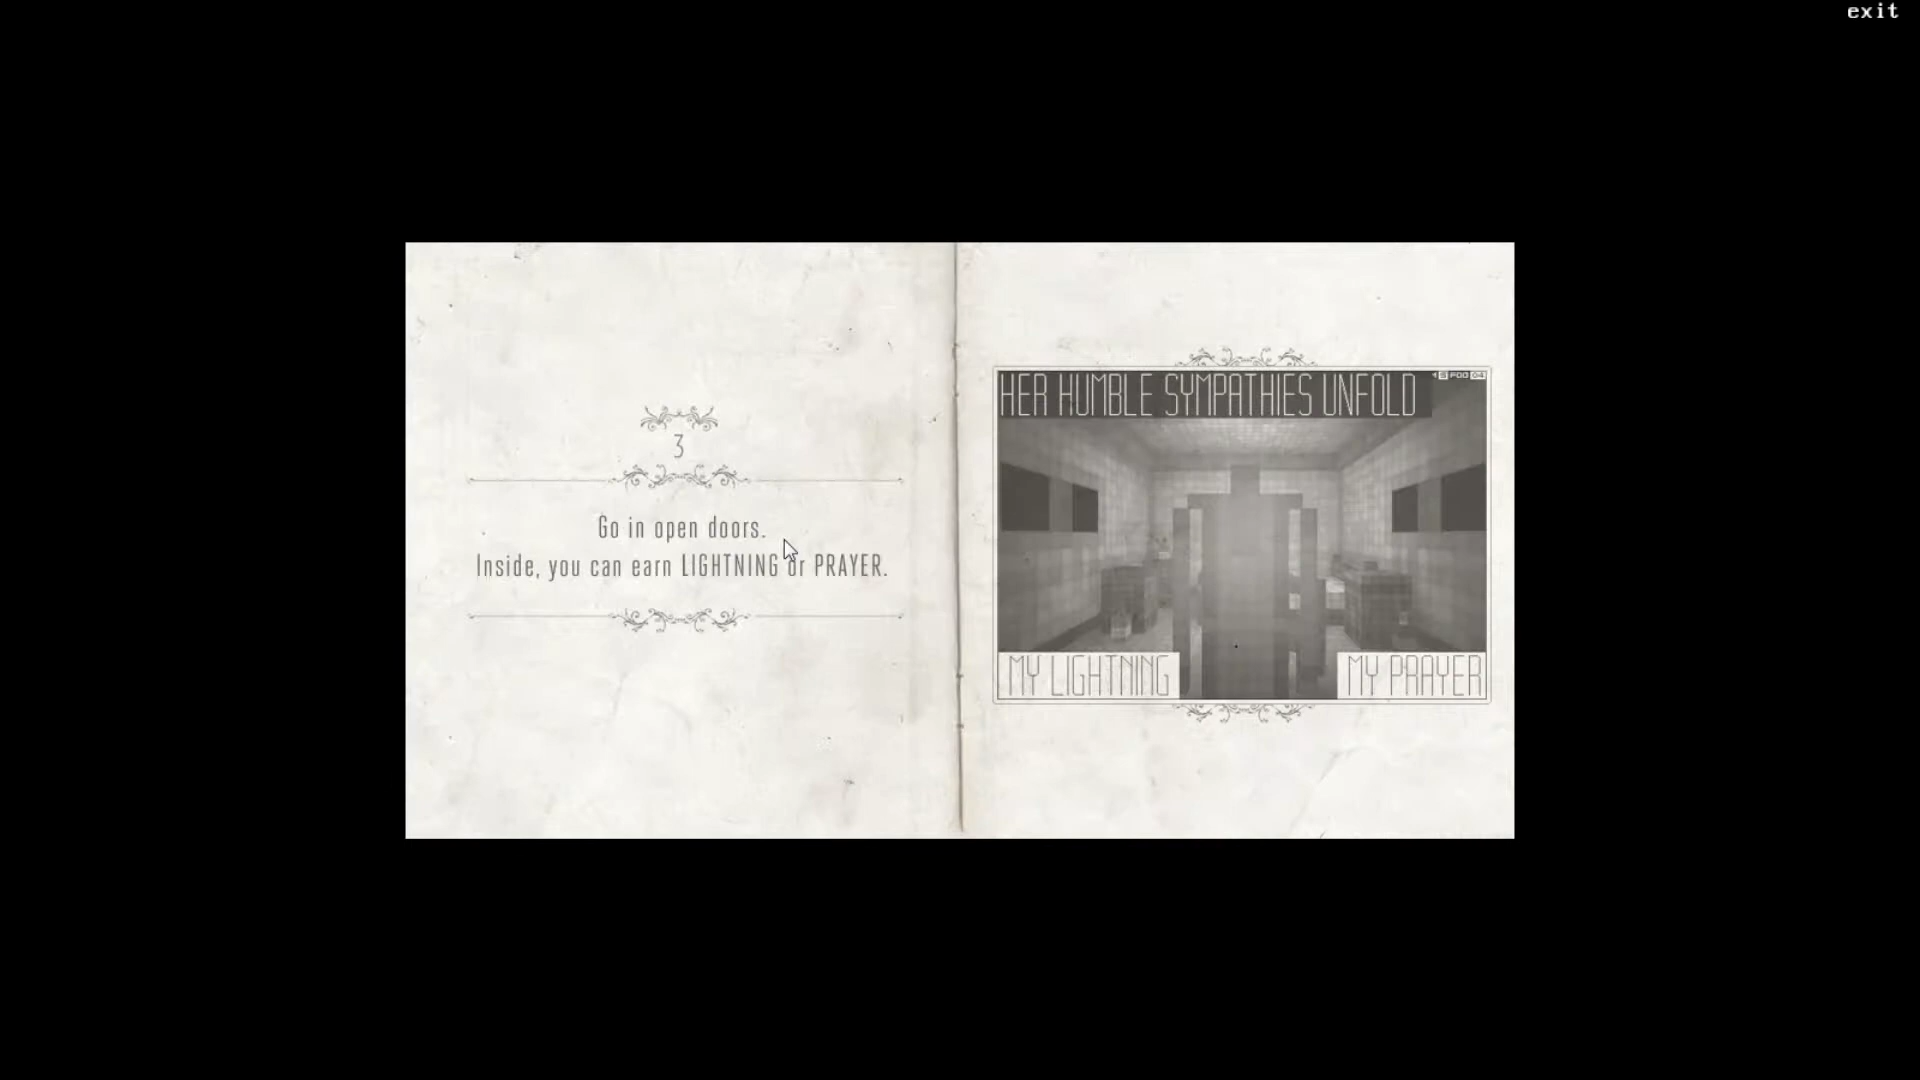 exit
3
Go in open doors.
Inside, you can earn LIGHTNING or PRAYER.
HER HUMBLE SYMPATHIES UNFOLD
MY LIGHTNING
MY PRAYER